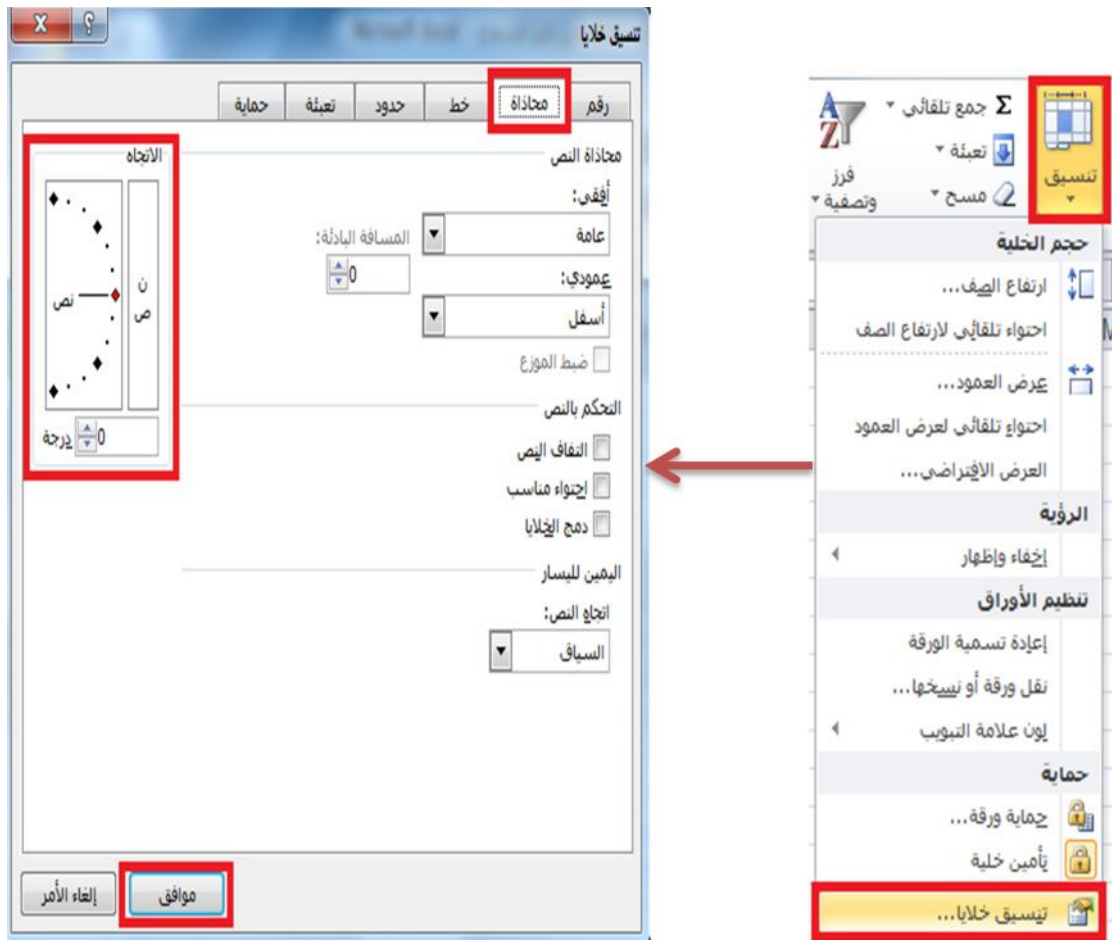 تنسيق خلايا
رقم
محاذاة
خط
حدود
تعبئة
حماية
محاذاة النص
أفقي:
عامة
المسافة البادئة:
0
عمودي:
أسفل
ضبط الموزع
التحكم بالنص
التفاف النص
احتواء مناسب
دمج الخلايا
اليمين لليسار
اتجاه النص:
السياق
الاتجاه
ن
ص
نص
0 درجة
موافق
إلغاء الأمر
تنسيق
Σ جمع تلقائي
تعبئة
مسح
AZ
فرز
وتصفية
حجم الخلية
ارتفاع الصف...
احتواء تلقائي لارتفاع الصف
عرض العمود...
احتواء تلقائي لعرض العمود
العرض الافتراضي...
الرؤية
إخفاء وإظهار
تنظيم الأوراق
إعادة تسمية الورقة
نقل ورقة أو نسخها...
لون علامة التبويب
حماية
حماية ورقة...
تأمين خلية
تنسيق خلايا...